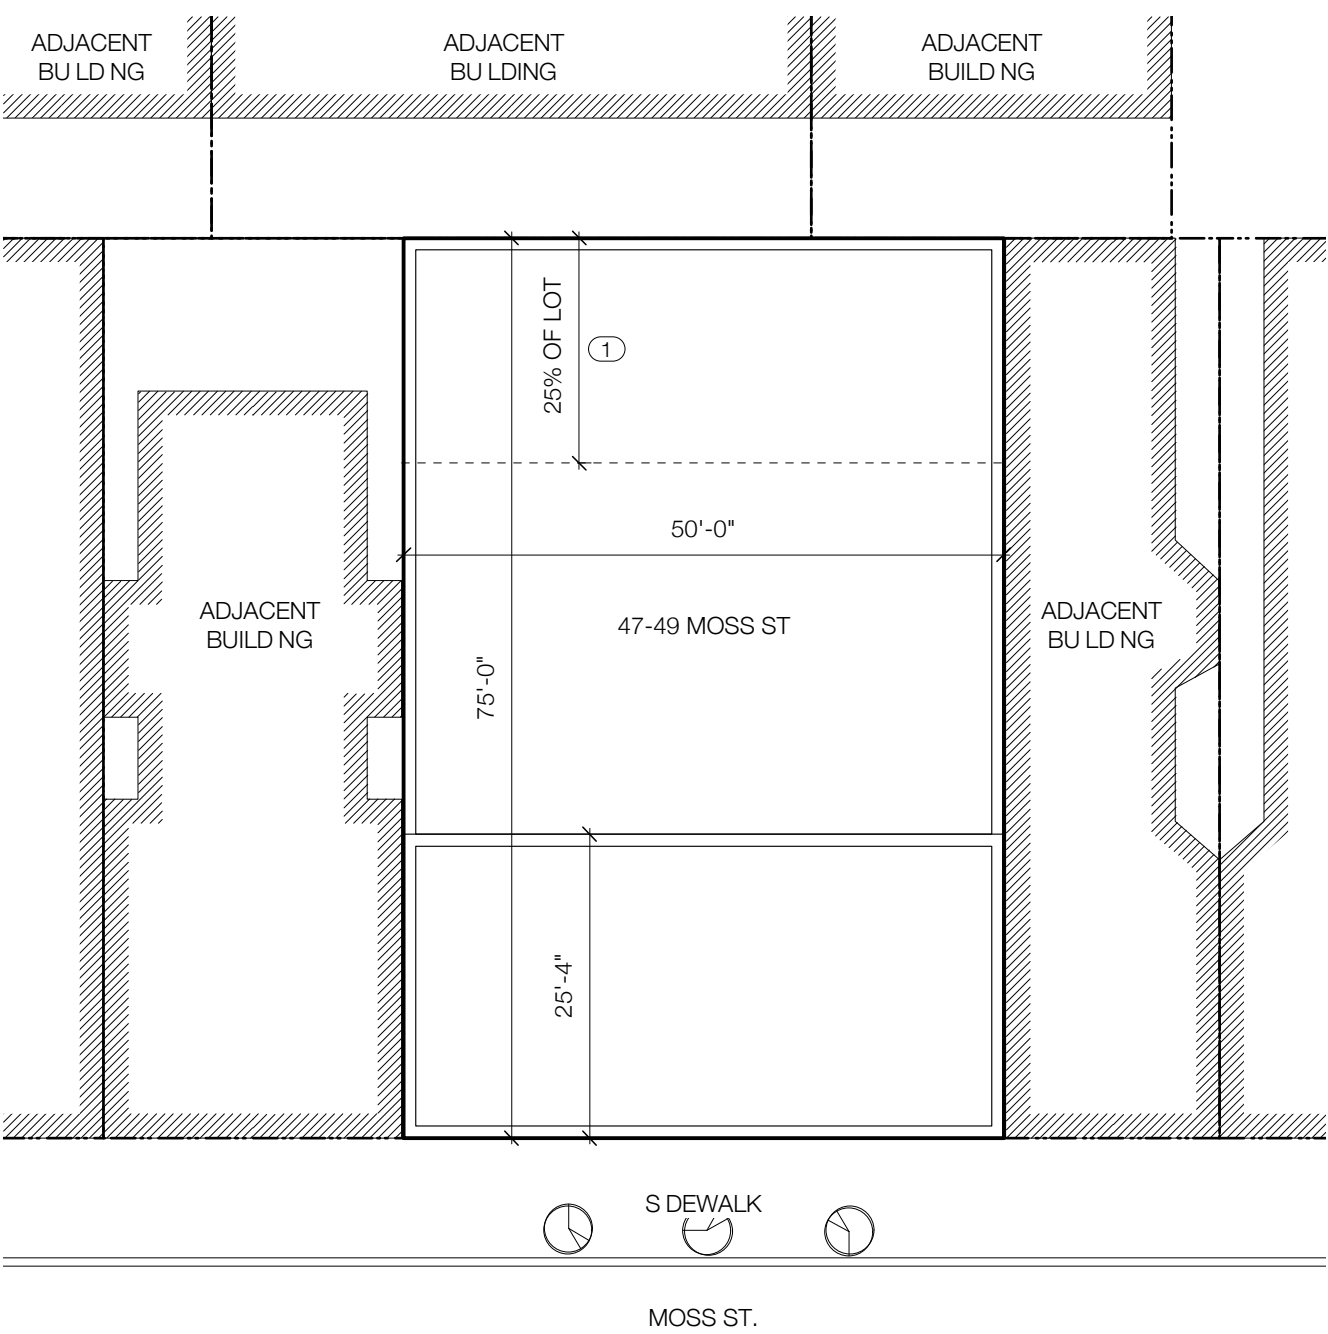 ADJACENT
BU LD NG
ADJACENT
BU LDING
ADJACENT
BUILD NG
25% OF LOT
1
50'-0"
ADJACENT
BUILD NG
47-49 MOSS ST
ADJACENT
BU LD NG
75'-0"
25'-4"
S DEWALK
MOSS ST.